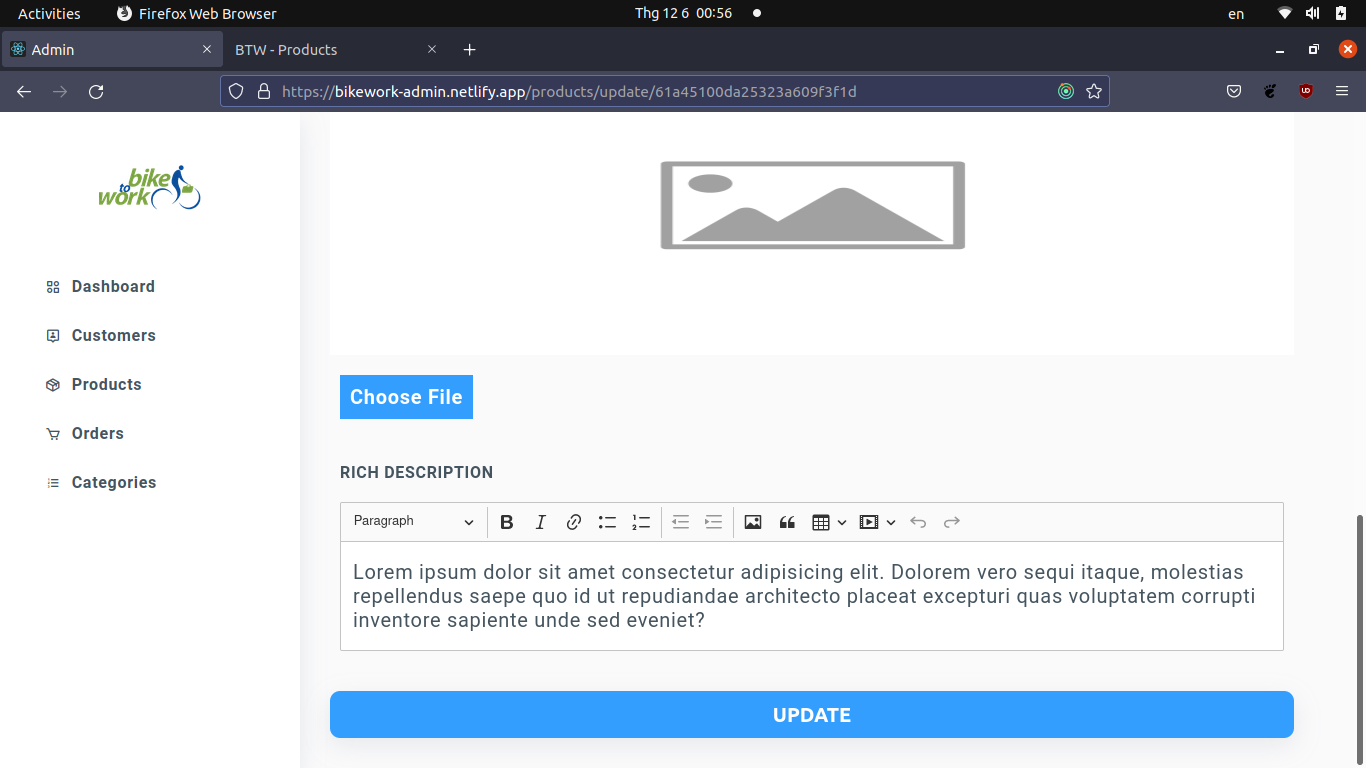 Activities
Firefox Web Browser
Thg 12 6 00:56
en
Admin
BTW - Products
https://bikework-admin.netlify.app/products/update/61a45100da25323a609f3f1d
bike
to
work
Dashboard
Customers
Products
Orders
Categories
Choose File
RICH DESCRIPTION
Paragraph
Lorem ipsum dolor sit amet consectetur adipisicing elit. Dolorem vero sequi itaque, molestias
repellendus saepe quo id ut repudiandae architecto placeat excepturi quas voluptatem corrupti
inventore sapiente unde sed eveniet?
UPDATE